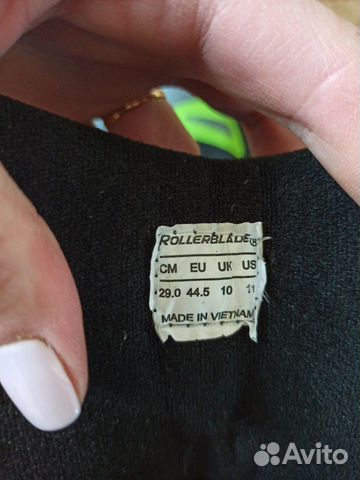 ROLLERBLADE®
CM EU UK US
29.0 44.5 10 11
MADE IN VIETNAM
Avito